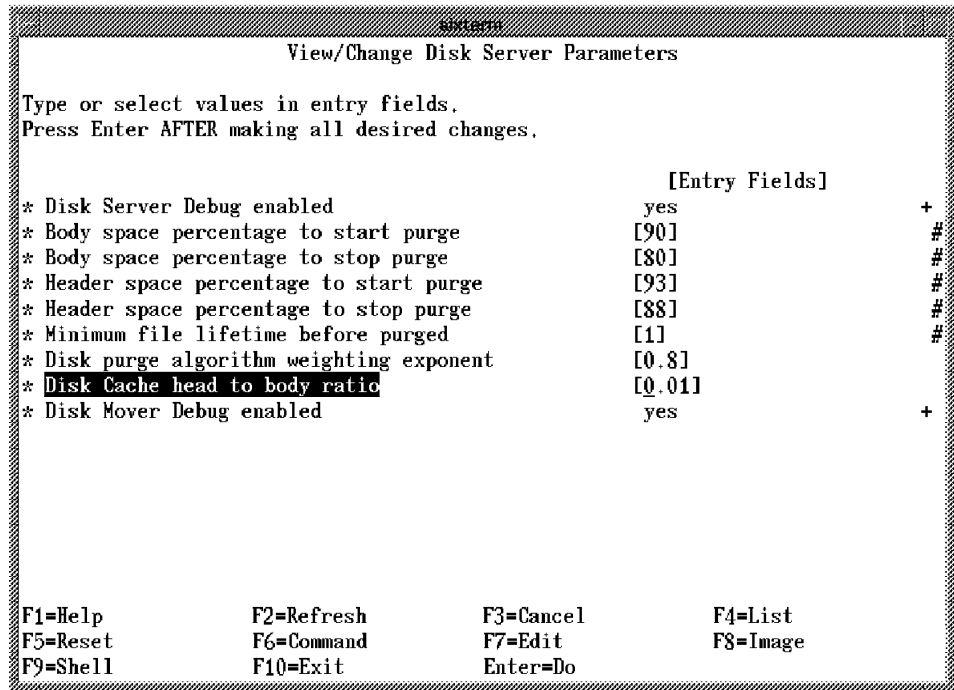 aixterm
View/Change Disk Server Parameters
Type or select values in entry fields.
Press Enter AFTER making all desired changes.
[Entry Fields]
* Disk Server Debug enabled yes +
* Body space percentage to start purge [90] #
* Body space percentage to stop purge [80] #
* Header space percentage to start purge [93] #
* Header space percentage to stop purge [88] #
* Minimum file lifetime before purged [1] #
* Disk purge algorithm weighting exponent [0.8]
* Disk Cache head to body ratio [0.01]
* Disk Mover Debug enabled yes +
F1=Help F2=Refresh F3=Cancel F4=List
F5=Reset F6=Command F7=Edit F8=Image
F9=Shell F10=Exit Enter=Do